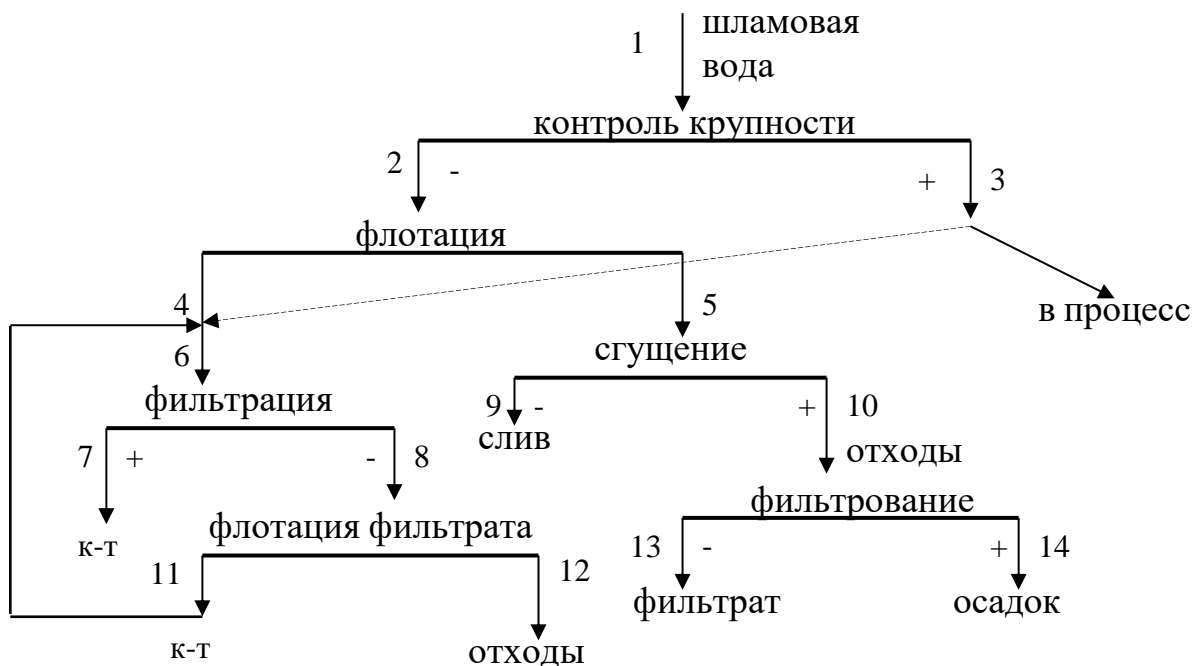 шламовая
1
вода
контроль крупности
2 -
+ 3
флотация
4
5
в процесс
6
сгущение
фильтрация
9 -
+ 10
слив
7 +
- 8
отходы
фильтрование
флотация фильтрата
к-т
13 -
+ 14
11
12
фильтрат
осадок
к-т
отходы